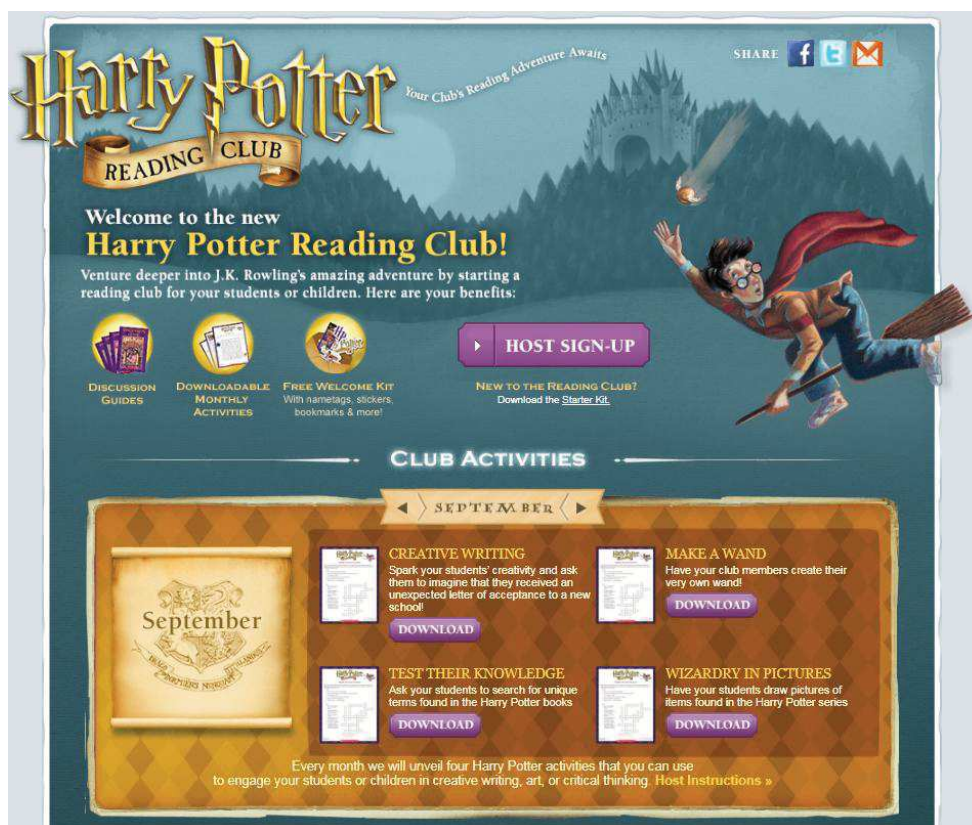 Harry Potter
READING CLUB
Your Club's Reading Adventure Awaits
SHARE
Welcome to the new
Harry Potter Reading Club!
Venture deeper into J.K. Rowling's amazing adventure by starting a
reading club for your students or children. Here are your benefits:
DISCUSSION
GUIDES
DOWNLOADABLE
MONTHLY
ACTIVITIES
FREE WELCOME KIT
With nametags, stickers,
bookmarks & more!
HOST SIGN-UP
NEW TO THE READING CLUB?
Download the Starter Kit.
CLUB ACTIVITIES
SEPTEMBER
September
CREATIVE WRITING
Spark your students' creativity and ask
them to imagine that they received an
unexpected letter of acceptance to a new
school!
DOWNLOAD
MAKE A WAND
Have your club members create their
very own wand!
DOWNLOAD
TEST THEIR KNOWLEDGE
Ask your students to search for unique
terms found in the Harry Potter books
DOWNLOAD
WIZARDRY IN PICTURES
Have your students draw pictures of
items found in the Harry Potter series
DOWNLOAD
Every month we will unveil four Harry Potter activities that you can use
to engage your students or children in creative writing, art, or critical thinking. Host Instructions »